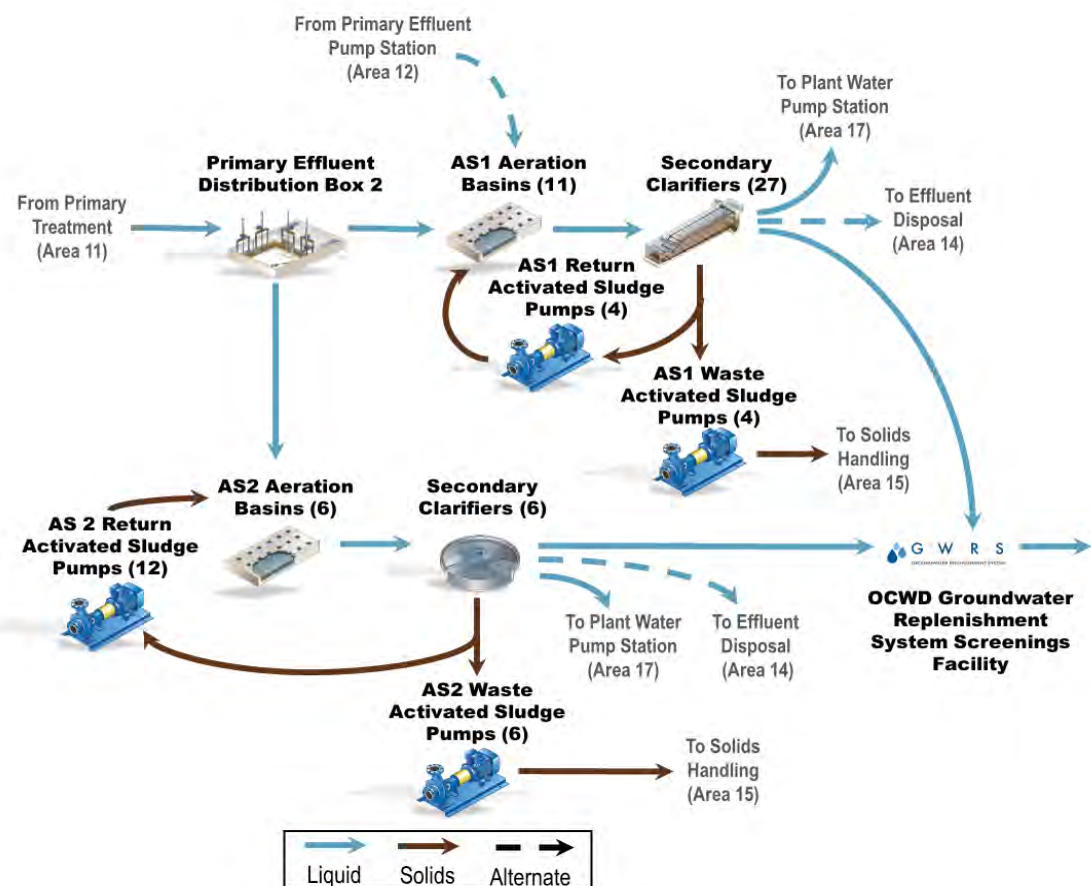 From Primary Effluent
Pump Station
(Area 12)
To Plant Water
Pump Station
(Area 17)
Primary Effluent
Distribution Box 2
AS1 Aeration
Basins (11)
Secondary
Clarifiers (27)
From Primary
Treatment
(Area 11)
To Effluent
Disposal
(Area 14)
AS1 Return
Activated Sludge
Pumps (4)
AS1 Waste
Activated Sludge
Pumps (4)
To Solids
Handling
(Area 15)
AS2 Aeration
Basins (6)
Secondary
Clarifiers (6)
AS 2 Return
Activated Sludge
Pumps (12)
G W R S
GROUNDWATER REPLENISHMENT SYSTEM
OCWD Groundwater
Replenishment
System Screenings
Facility
To Plant Water
Pump Station
(Area 17)
To Effluent
Disposal
(Area 14)
AS2 Waste
Activated Sludge
Pumps (6)
To Solids
Handling
(Area 15)
Liquid Solids Alternate